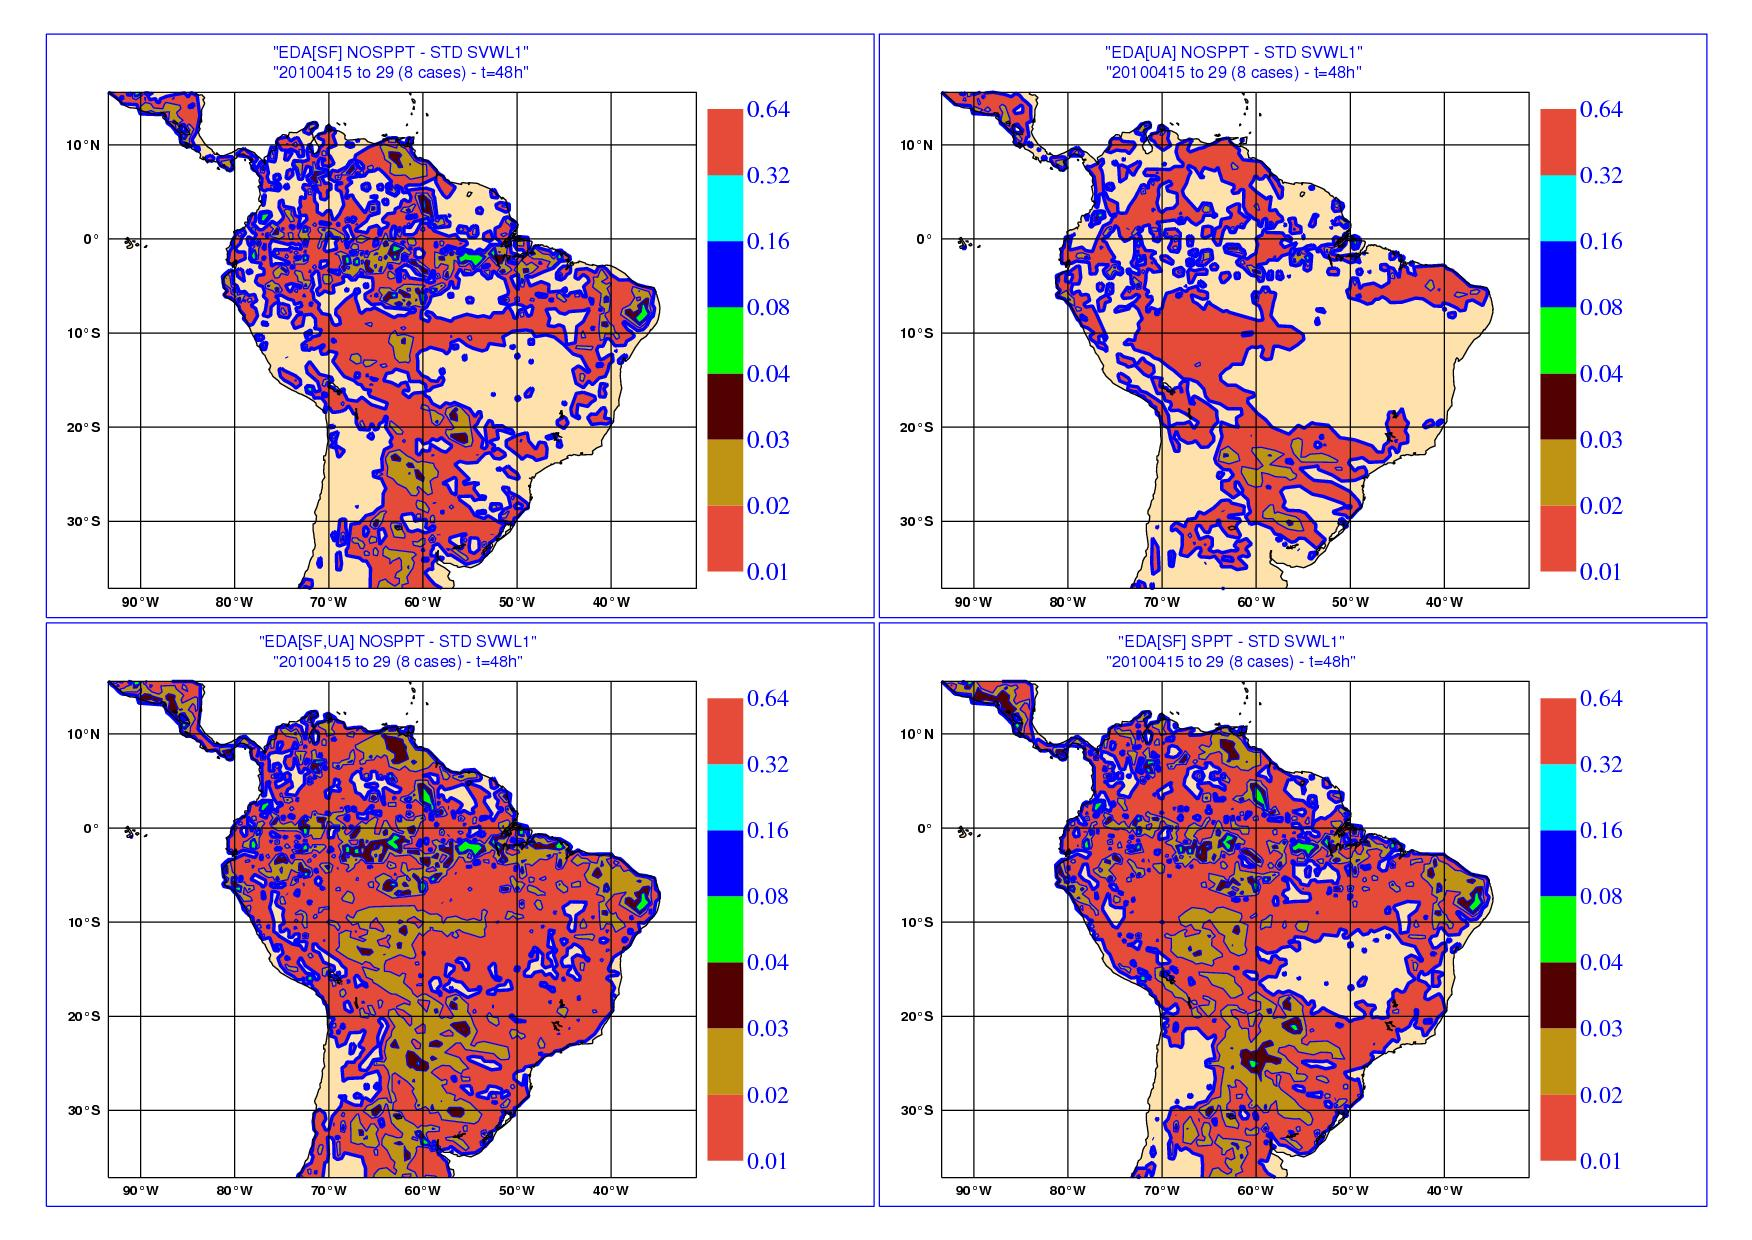 "EDA[SF] NOSPPT - STD SVWL1"
"20100415 to 29 (8 cases) - t=48h"
10°N
0°
10°S
20°S
30°S
90°W 80°W 70°W 60°W 50°W 40°W
0.64
0.32
0.16
0.08
0.04
0.03
0.02
0.01
"EDA[UA] NOSPPT - STD SVWL1"
"20100415 to 29 (8 cases) - t=48h"
10°N
0°
10°S
20°S
30°S
90°W 80°W 70°W 60°W 50°W 40°W
0.64
0.32
0.16
0.08
0.04
0.03
0.02
0.01
"EDA[SF,UA] NOSPPT - STD SVWL1"
"20100415 to 29 (8 cases) - t=48h"
10°N
0°
10°S
20°S
30°S
90°W 80°W 70°W 60°W 50°W 40°W
0.64
0.32
0.16
0.08
0.04
0.03
0.02
0.01
"EDA[SF] SPPT - STD SVWL1"
"20100415 to 29 (8 cases) - t=48h"
10°N
0°
10°S
20°S
30°S
90°W 80°W 70°W 60°W 50°W 40°W
0.64
0.32
0.16
0.08
0.04
0.03
0.02
0.01